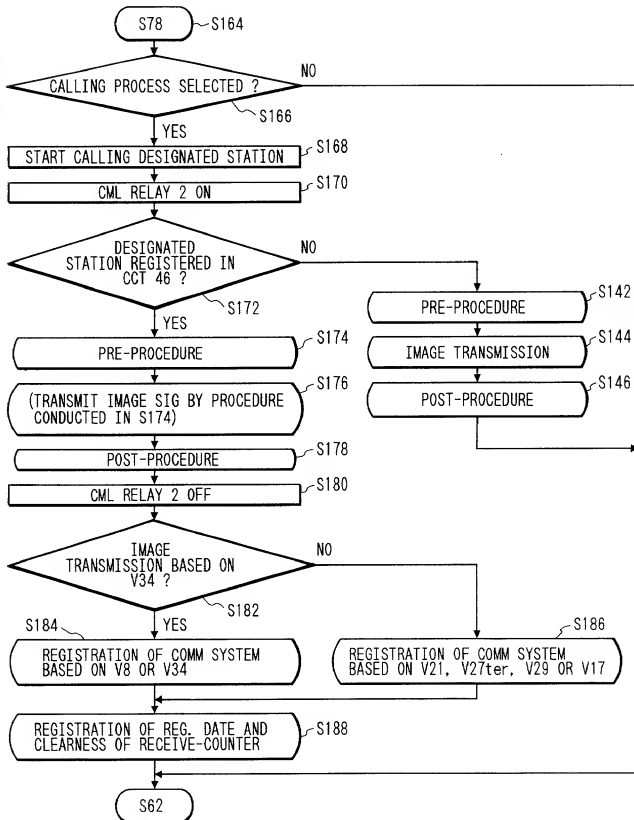 S78
S164
CALLING PROCESS SELECTED ?
NO
S166
YES
START CALLING DESIGNATED STATION
S168
CML RELAY 2 ON
S170
DESIGNATED
STATION REGISTERED IN
CCT 46 ?
NO
S172
YES
PRE-PROCEDURE
S142
PRE-PROCEDURE
S174
IMAGE TRANSMISSION
S144
(TRANSMIT IMAGE SIG BY PROCEDURE
CONDUCTED IN S174)
S176
POST-PROCEDURE
S146
POST-PROCEDURE
S178
CML RELAY 2 OFF
S180
IMAGE
TRANSMISSION BASED ON
V34 ?
NO
S182
YES
S184
REGISTRATION OF COMM SYSTEM
BASED ON V8 OR V34
S186
REGISTRATION OF COMM SYSTEM
BASED ON V21, V27ter, V29 OR V17
REGISTRATION OF REG. DATE AND
CLEARNESS OF RECEIVE-COUNTER
S188
S62